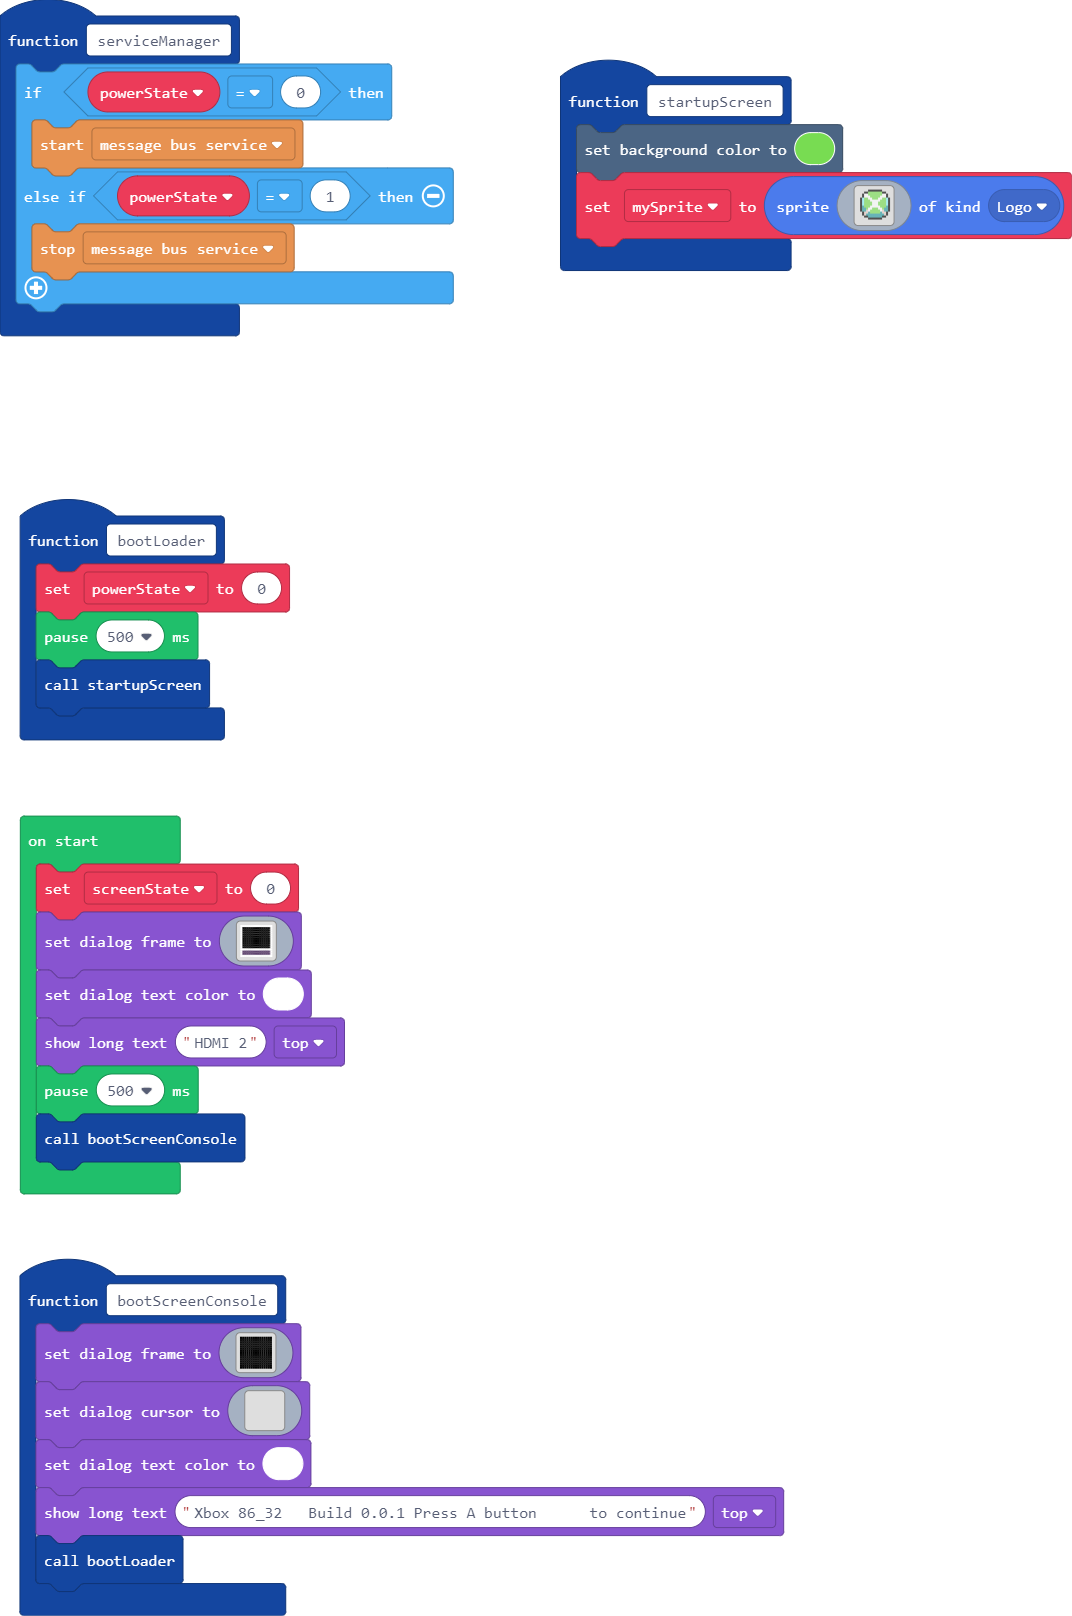 function serviceManager
if powerState = 0 then
start message bus service
else if powerState = 1 then
stop message bus service
function startupScreen
set background color to
set mySprite to sprite of kind Logo
function bootLoader
set powerState to 0
pause 500 ms
call startupScreen
on start
set screenState to 0
set dialog frame to
set dialog text color to
show long text "HDMI 2" top
pause 500 ms
call bootScreenConsole
function bootScreenConsole
set dialog frame to
set dialog cursor to
set dialog text color to
show long text "Xbox 86_32   Build 0.0.1 Press A button      to continue" top
call bootLoader